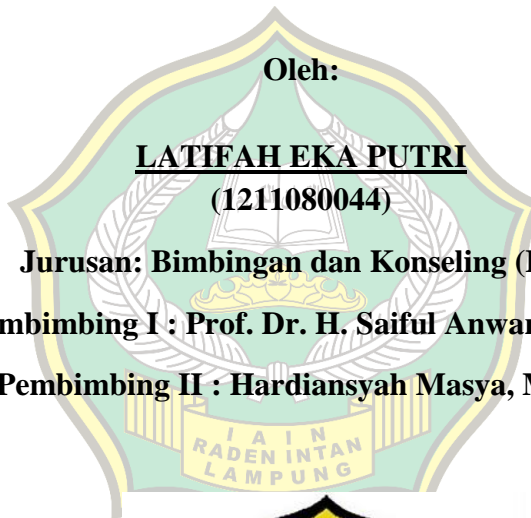 Oleh:
LATIFAH EKA PUTRI
(1211080044)
Jurusan: Bimbingan dan Konseling (
mbimbing I : Prof. Dr. H. Saiful Anwar
Pembimbing II : Hardiansyah Masya,
I A I N
RADEN INTAN
LAMPUNG